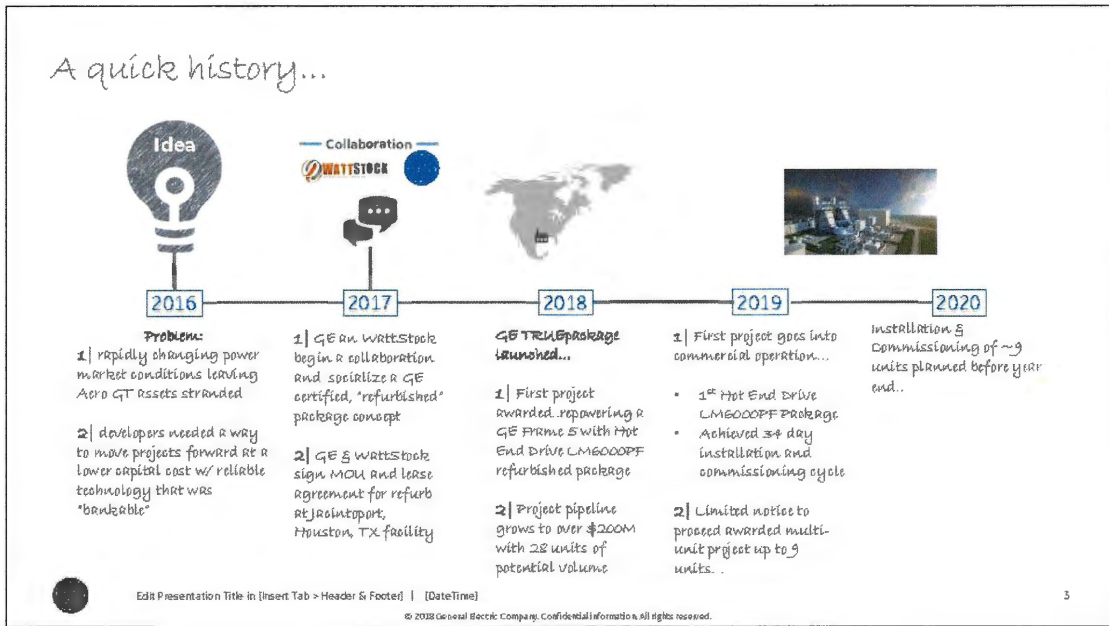 A quick history...
Idea
Collaboration
WATTSTOCK
2016
2017
2018
2019
2020
Problem:
1| rapidly changing power
market conditions leaving
Aero GT assets stranded
2| developers needed a way
to move projects forward at a
lower capital cost w/ reliable
technology that was
"bankable"
1| GE an WattStock
begin a collaboration
and socialize a GE
certified, "refurbished"
package concept
2| GE & WattStock
sign MOU and lease
agreement for refurb
at Jacintoport,
Houston, TX facility
GE TRUEpackage
launched...
1| First project
awarded..repowering a
GE Frame 5 with Hot
End Drive LM6000PF
refurbished package
2| Project pipeline
grows to over $200M
with 28 units of
potential volume
1| First project goes into
commercial operation...
• 1st Hot End Drive
LM6000PF Package
• Achieved 34 day
installation and
commissioning cycle
2| Limited notice to
proceed awarded multi-
unit project up to 9
units..
Installation &
Commissioning of ~9
units planned before year
end..
Edit Presentation Title in [Insert Tab > Header & Footer] | [DateTime]
3
© 2018 General Electric Company. Confidential information. All rights reserved.